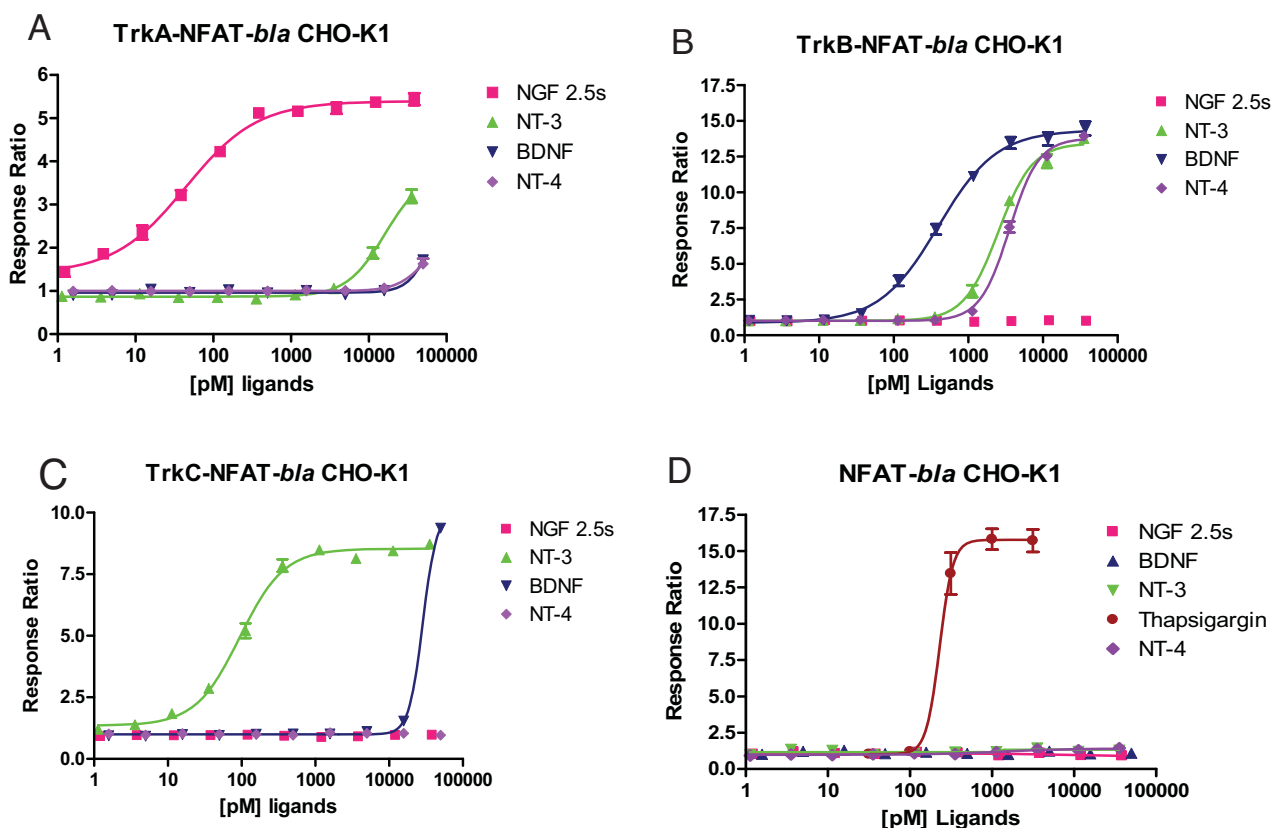 A
TrkA-NFAT-bla CHO-K1
Response Ratio
6
5
4
3
2
1
0
1 10 100 1000 10000 100000
[pM] ligands
NGF 2.5s
NT-3
BDNF
NT-4
B
TrkB-NFAT-bla CHO-K1
Response Ratio
17.5
15.0
12.5
10.0
7.5
5.0
2.5
0.0
1 10 100 1000 10000 100000
[pM] Ligands
NGF 2.5s
NT-3
BDNF
NT-4
C
TrkC-NFAT-bla CHO-K1
Response Ratio
10.0
7.5
5.0
2.5
0.0
1 10 100 1000 10000 100000
[pM] ligands
NGF 2.5s
NT-3
BDNF
NT-4
D
NFAT-bla CHO-K1
Response Ratio
17.5
15.0
12.5
10.0
7.5
5.0
2.5
0.0
1 10 100 1000 10000 100000
[pM] Ligands
NGF 2.5s
BDNF
NT-3
Thapsigargin
NT-4